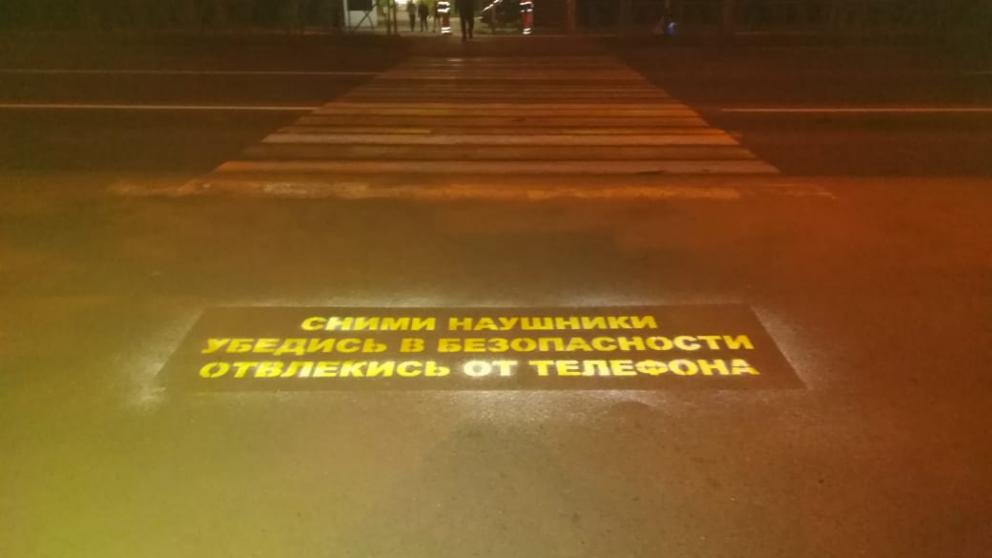 СНИМИ НАУШНИКИ
УБЕДИСЬ В БЕЗОПАСНОСТИ
ОТВЛЕКИСЬ ОТ ТЕЛЕФОНА